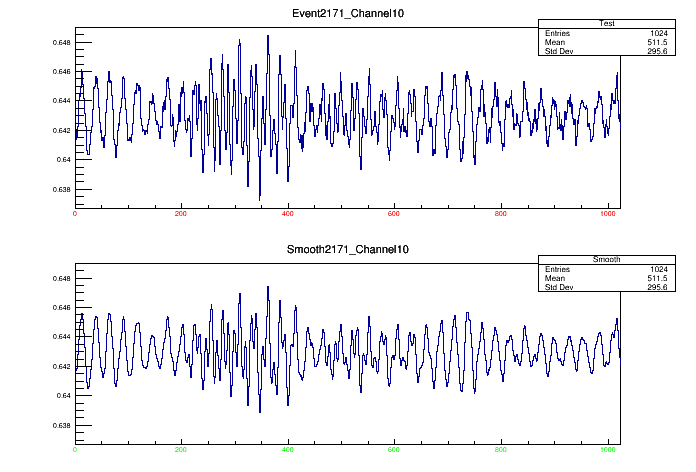 Event2171_Channel10
Test
Entries 1024
Mean 511.5
Std Dev 295.6
0.648
0.646
0.644
0.642
0.64
0.638
0 200 400 600 800 1000
Smooth2171_Channel10
Smooth
Entries 1024
Mean 511.5
Std Dev 295.6
0.648
0.646
0.644
0.642
0.64
0.638
0 200 400 600 800 1000